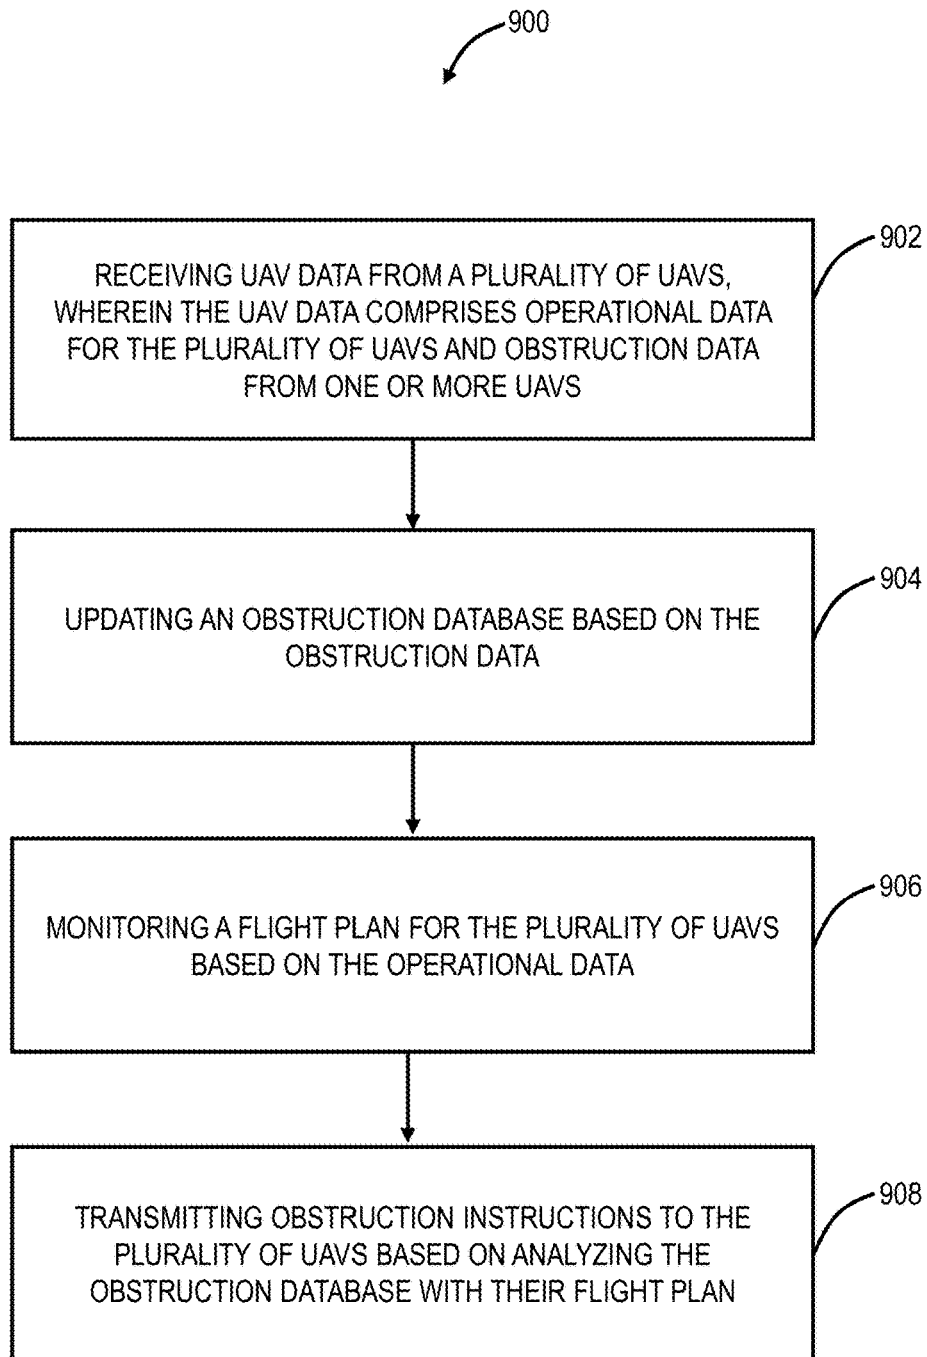 900
902
RECEIVING UAV DATA FROM A PLURALITY OF UAVS,
WHEREIN THE UAV DATA COMPRISES OPERATIONAL DATA
FOR THE PLURALITY OF UAVS AND OBSTRUCTION DATA
FROM ONE OR MORE UAVS
904
UPDATING AN OBSTRUCTION DATABASE BASED ON THE
OBSTRUCTION DATA
906
MONITORING A FLIGHT PLAN FOR THE PLURALITY OF UAVS
BASED ON THE OPERATIONAL DATA
908
TRANSMITTING OBSTRUCTION INSTRUCTIONS TO THE
PLURALITY OF UAVS BASED ON ANALYZING THE
OBSTRUCTION DATABASE WITH THEIR FLIGHT PLAN